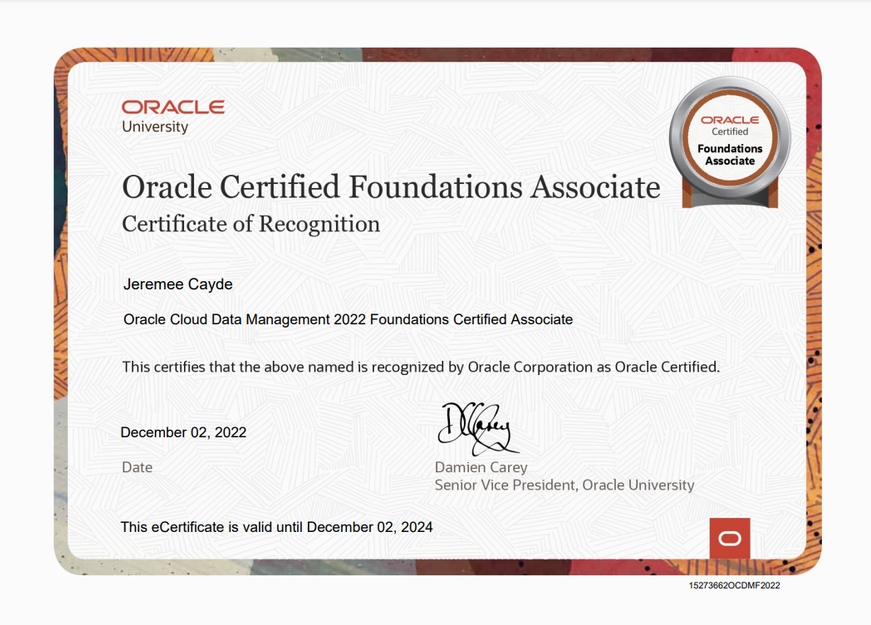 ORACLE
University
ORACLE
Certified
Foundations
Associate
Oracle Certified Foundations Associate
Certificate of Recognition
Jeremee Cayde
Oracle Cloud Data Management 2022 Foundations Certified Associate
This certifies that the above named is recognized by Oracle Corporation as Oracle Certified.
December 02, 2022
DCarey
Date
Damien Carey
Senior Vice President, Oracle University
This eCertificate is valid until December 02, 2024
15273662OCDMF2022